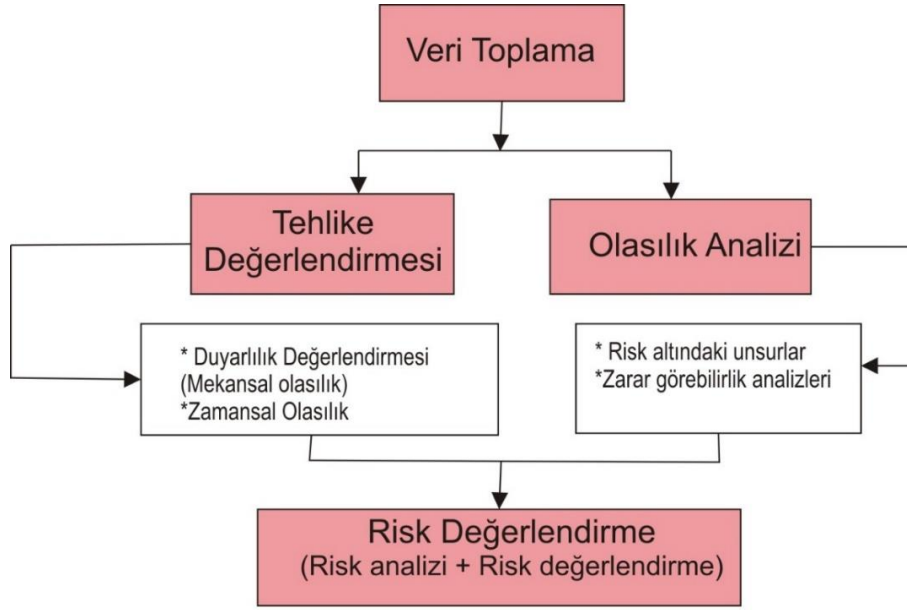 Veri Toplama
Tehlike
Değerlendirmesi
Olasılık Analizi
* Duyarlılık Değerlendirmesi
(Mekansal olasılık)
*Zamansal Olasılık
* Risk altındaki unsurlar
*Zarar görebilirlik analizleri
Risk Değerlendirme
(Risk analizi + Risk değerlendirme)